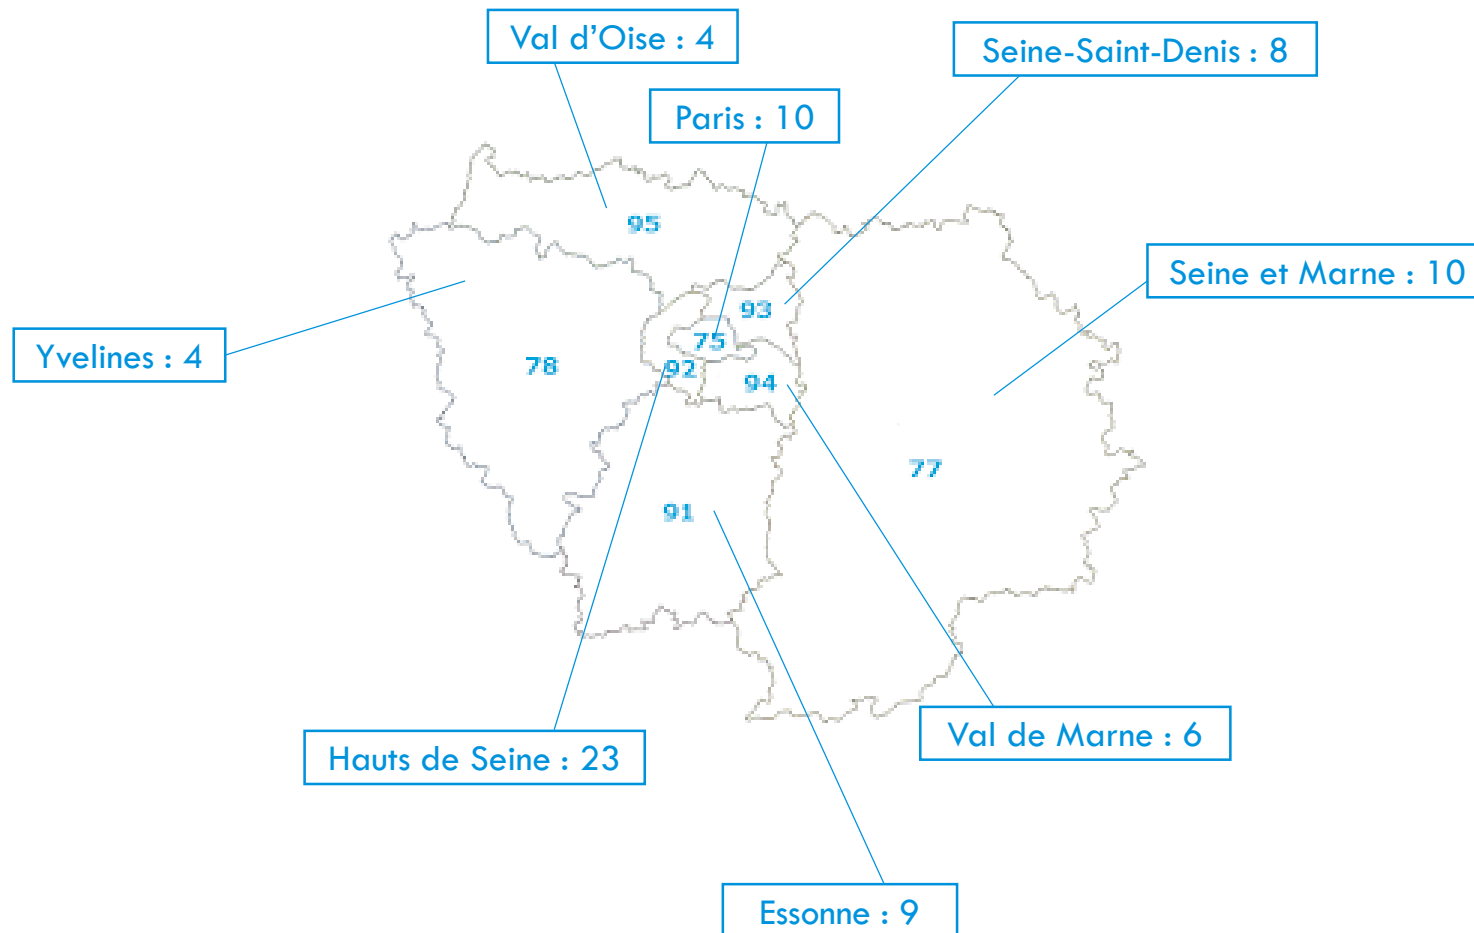 Val d’Oise : 4
Seine-Saint-Denis : 8
Paris : 10
95
Seine et Marne : 10
93
Yvelines : 4
75
78
92
94
77
91
Val de Marne : 6
Hauts de Seine : 23
Essonne : 9